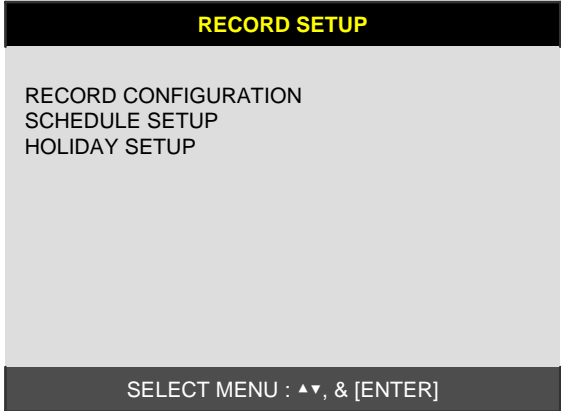 RECORD SETUP
RECORD CONFIGURATION
SCHEDULE SETUP
HOLIDAY SETUP
SELECT MENU : ▲▼, & [ENTER]